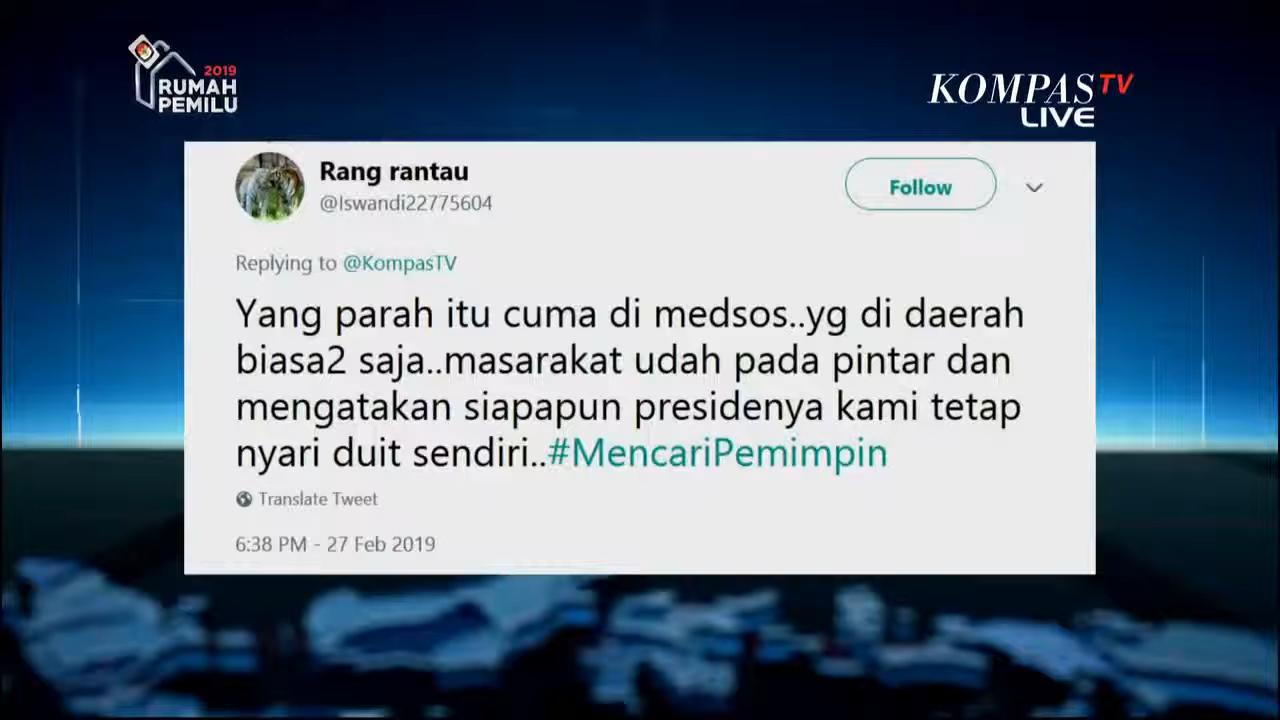 2019
RUMAH
PEMILU
KOMPAS TV
LIVE
Rang rantau
@Iswandi22775604
Follow
Replying to @KompasTV
Yang parah itu cuma di medsos..yg di daerah
biasa2 saja..masarakat udah pada pintar dan
mengatakan siapapun presidenya kami tetap
nyari duit sendiri..#MencariPemimpin
Translate Tweet
6:38 PM - 27 Feb 2019